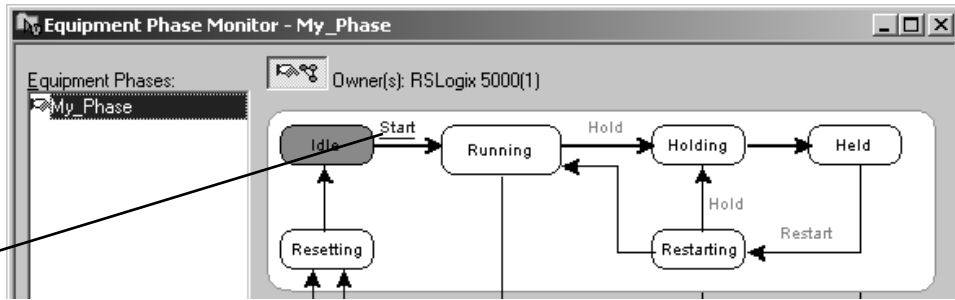 Equipment Phase Monitor - My_Phase
Equipment Phases:
Owner(s): RSLogix 5000(1)
My_Phase
Start
Hold
Idle
Running
Holding
Held
Hold
Restart
Resetting
Restarting